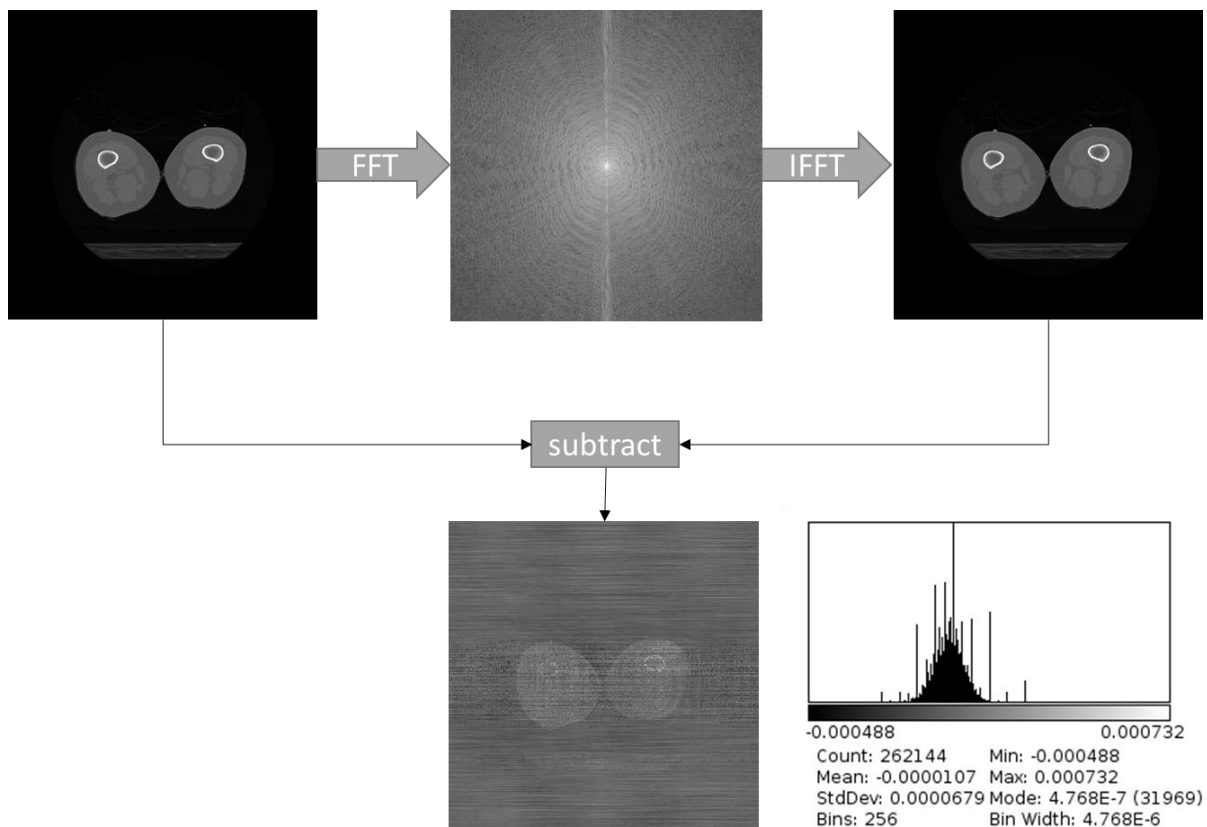 FFT
IFFT
subtract
-0.000488 0.000732
Count: 262144 Min: -0.000488
Mean: -0.0000107 Max: 0.000732
StdDev: 0.0000679 Mode: 4.768E-7 (31969)
Bins: 256 Bin Width: 4.768E-6